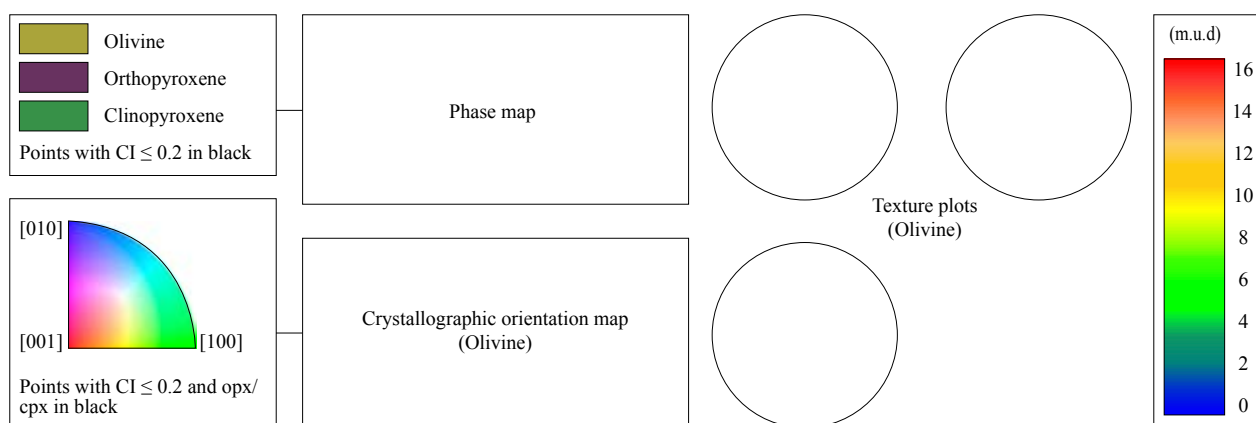 Olivine
Orthopyroxene
Clinopyroxene
Points with CI ≤ 0.2 in black
[010]
[001]
[100]
Points with CI ≤ 0.2 and opx/
cpx in black
Phase map
Crystallographic orientation map
(Olivine)
Texture plots
(Olivine)
(m.u.d)
16
14
12
10
8
6
4
2
0